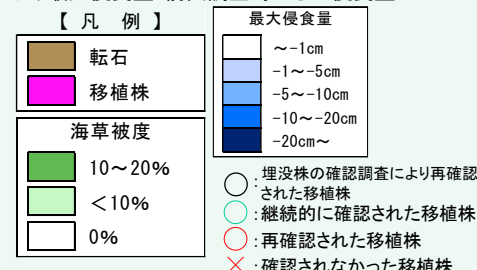 【 凡　例 】
転石
移植株
海草被度
10～20%
＜10%
0%
最大侵食量
～-1cm
-1～-5cm
-5～-10cm
-10～-20cm
-20cm～
○：埋没株の確認調査により再確認
された移植株
○：継続的に確認された移植株
○：再確認された移植株
×：確認されなかった移植株